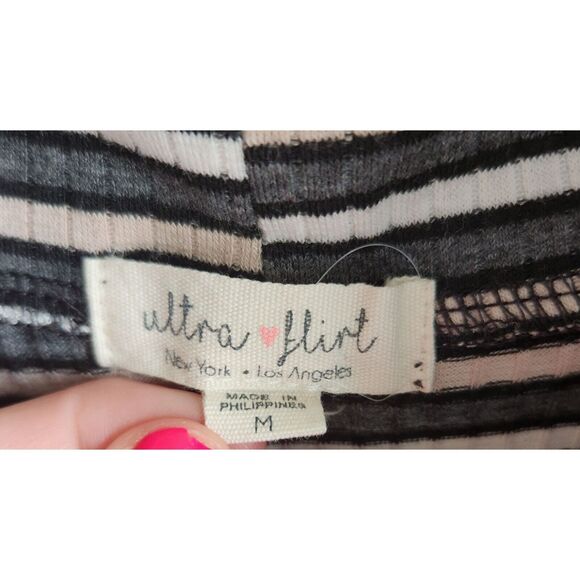 ultra flirt
New York • Los Angeles
MADE IN
PHILIPPINES
M